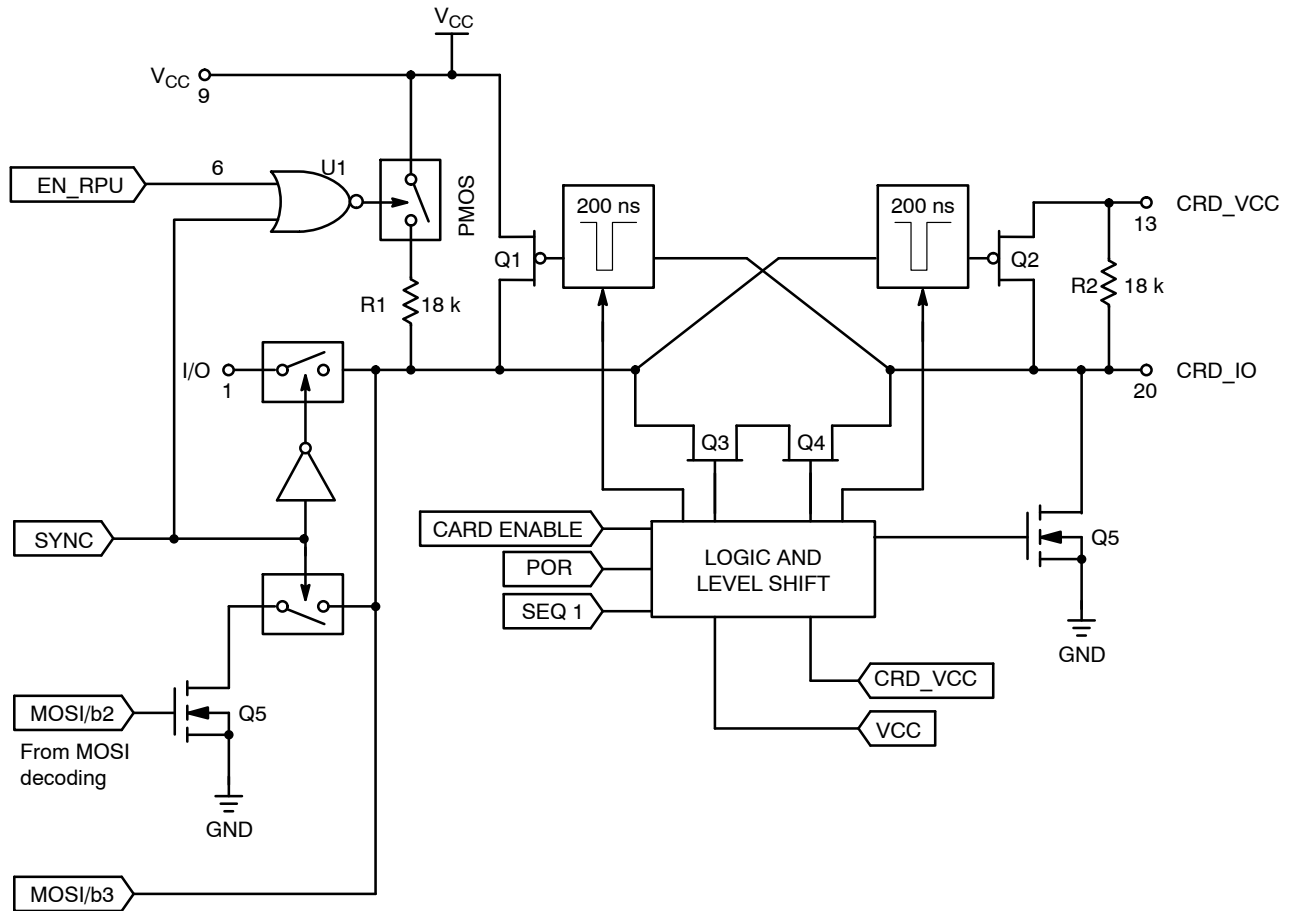 VCC
VCC
9
EN_RPU
6
U1
PMOS
R1
18 k
Q1
200 ns
200 ns
Q2
R2
18 k
CRD_VCC
13
I/O
1
CRD_IO
20
Q3
Q4
SYNC
CARD ENABLE
POR
SEQ 1
LOGIC AND
LEVEL SHIFT
Q5
GND
CRD_VCC
VCC
MOSI/b2
Q5
From MOSI
decoding
GND
MOSI/b3